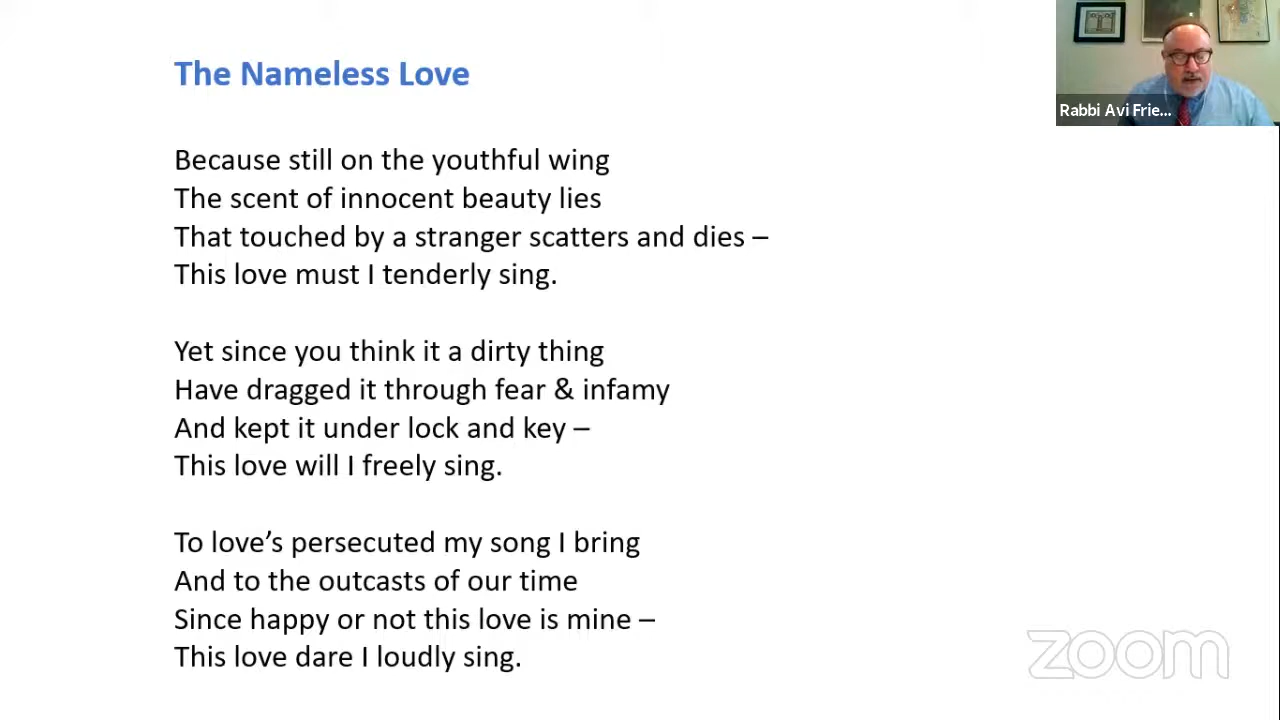 The Nameless Love
Rabbi Avi Frie...
Because still on the youthful wing
The scent of innocent beauty lies
That touched by a stranger scatters and dies –
This love must I tenderly sing.
Yet since you think it a dirty thing
Have dragged it through fear & infamy
And kept it under lock and key –
This love will I freely sing.
To love’s persecuted my song I bring
And to the outcasts of our time
Since happy or not this love is mine –
This love dare I loudly sing.
zoom